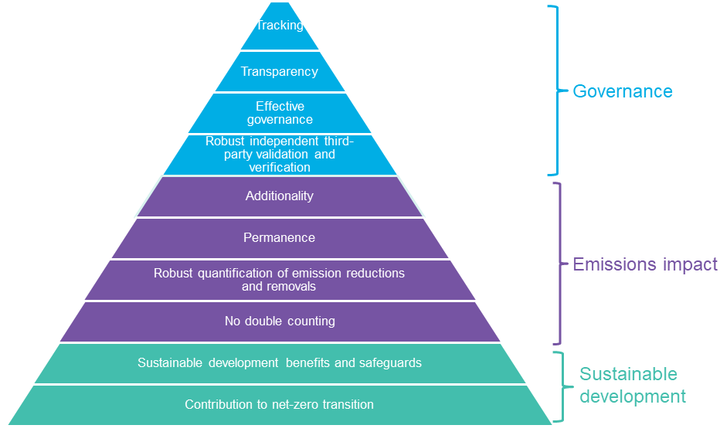 Tracking
Transparency
Effective
governance
Robust independent third-
party validation and
verification
Governance
Additionality
Permanence
Robust quantification of emission reductions
and removals
No double counting
Emissions impact
Sustainable development benefits and safeguards
Contribution to net-zero transition
Sustainable
development